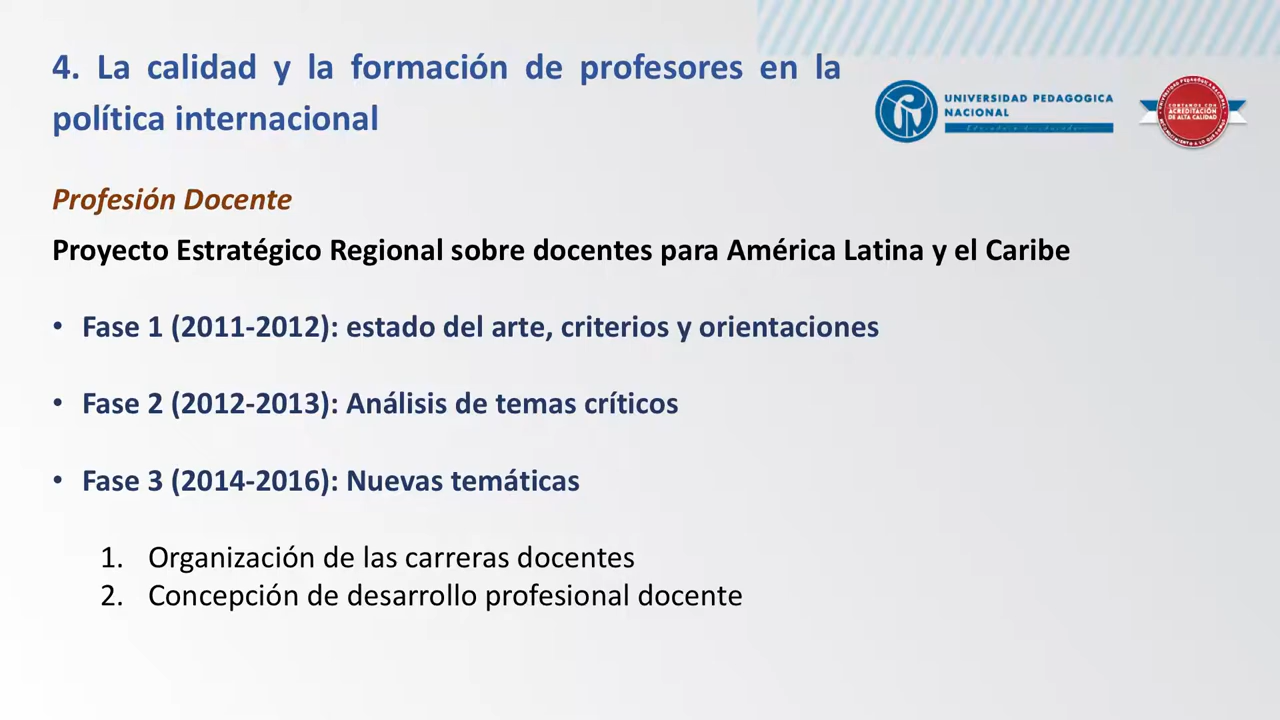 4. La calidad y la formación de profesores en la
política internacional
UNIVERSIDAD PEDAGOGICA
NACIONAL
CONTAMOS CON
ACREDITACIÓN
DE ALTA CALIDAD
Profesión Docente
Proyecto Estratégico Regional sobre docentes para América Latina y el Caribe
• Fase 1 (2011-2012): estado del arte, criterios y orientaciones
• Fase 2 (2012-2013): Análisis de temas críticos
• Fase 3 (2014-2016): Nuevas temáticas
1. Organización de las carreras docentes
2. Concepción de desarrollo profesional docente